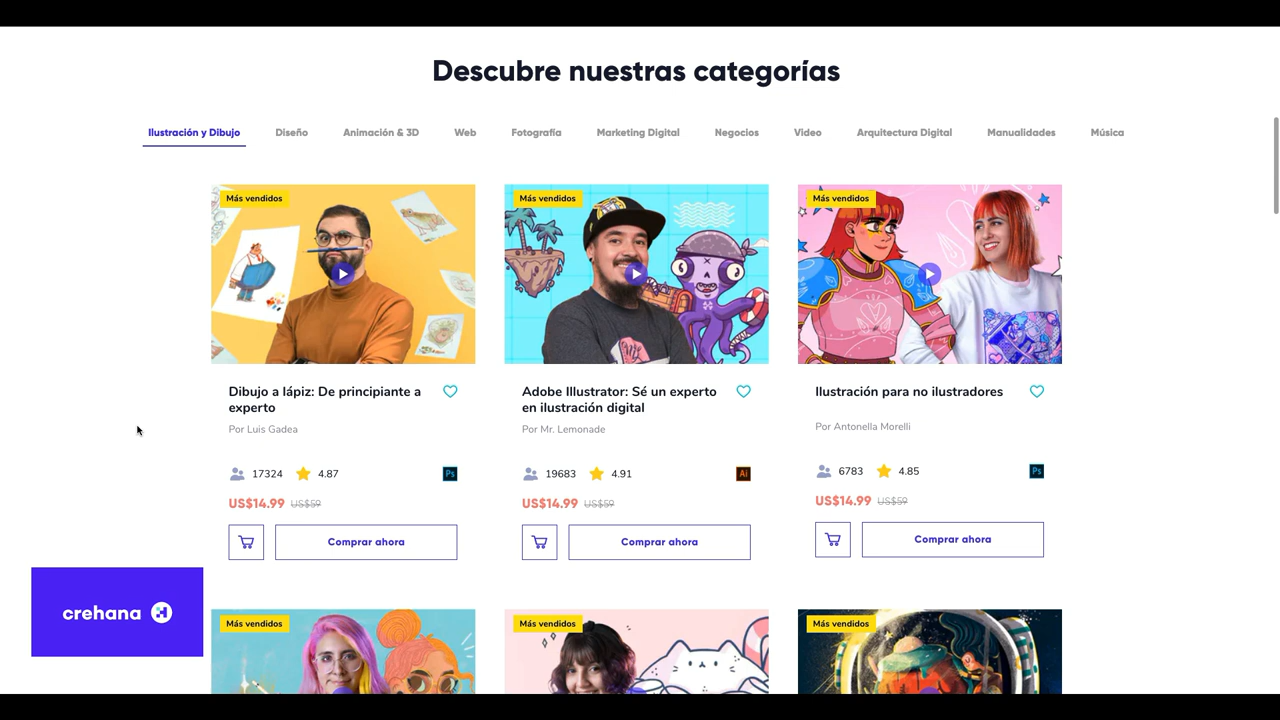 Descubre nuestras categorías
Ilustración y Dibujo Diseño Animación & 3D Web Fotografía Marketing Digital Negocios Video Arquitectura Digital Manualidades Música
Más vendidos Más vendidos Más vendidos
Dibujo a lápiz: De principiante a
experto
Por Luis Gadea
17324 4.87 Ps
US$14.99 US$59
Comprar ahora
Adobe Illustrator: Sé un experto
en ilustración digital
Por Mr. Lemonade
19683 4.91 Ai
US$14.99 US$59
Comprar ahora
Ilustración para no ilustradores
Por Antonella Morelli
6783 4.85 Ps
US$14.99 US$59
Comprar ahora
crehana
Más vendidos Más vendidos Más vendidos